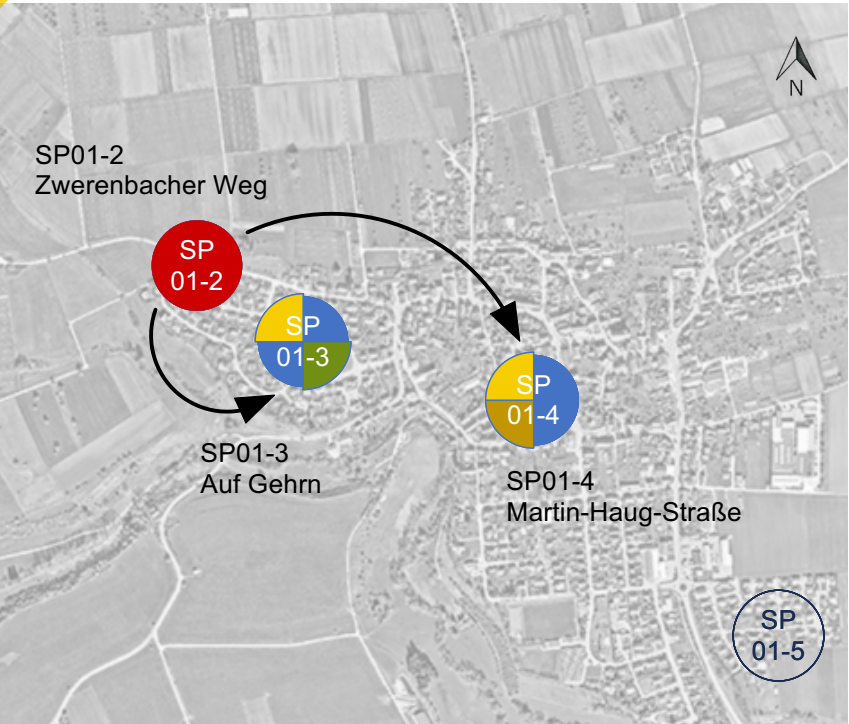 N
SP01-2
Zwerenbacher Weg
SP
01-2
SP
01-3
SP
01-4
SP01-3
Auf Gehrn
SP01-4
Martin-Haug-Straße
SP
01-5